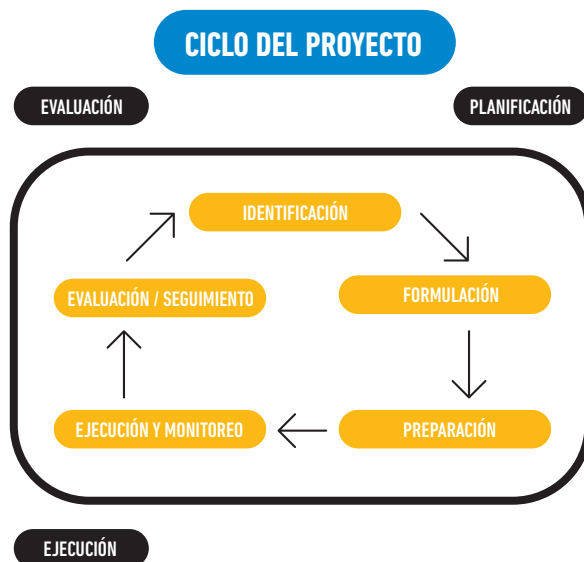 CICLO DEL PROYECTO
EVALUACIÓN
PLANIFICACIÓN
IDENTIFICACIÓN
EVALUACIÓN / SEGUIMIENTO
FORMULACIÓN
EJECUCIÓN Y MONITOREO
PREPARACIÓN
EJECUCIÓN